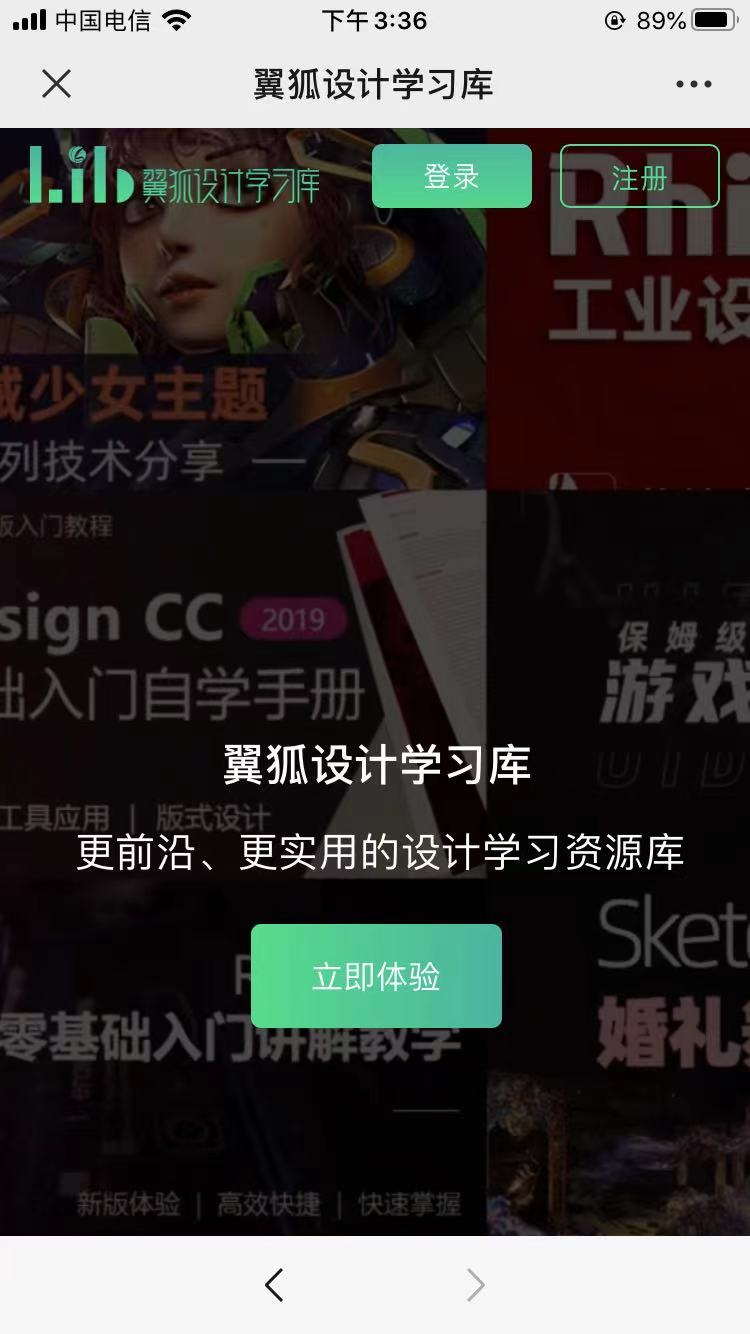 中国电信
下午3:36
89%
翼狐设计学习库
Lib 翼狐设计学习库
登录
注册
Rhi
工业设
少女主题
列技术分享
版入门教程
sign CC 2019
出入门自学手册
保姆级
游戏
翼狐设计学习库
工具应用 | 版式设计
更前沿、更实用的设计学习资源库
Sket
立即体验
零基础入门讲解教学
婚礼
新版体验 | 高效快捷 | 快速掌握